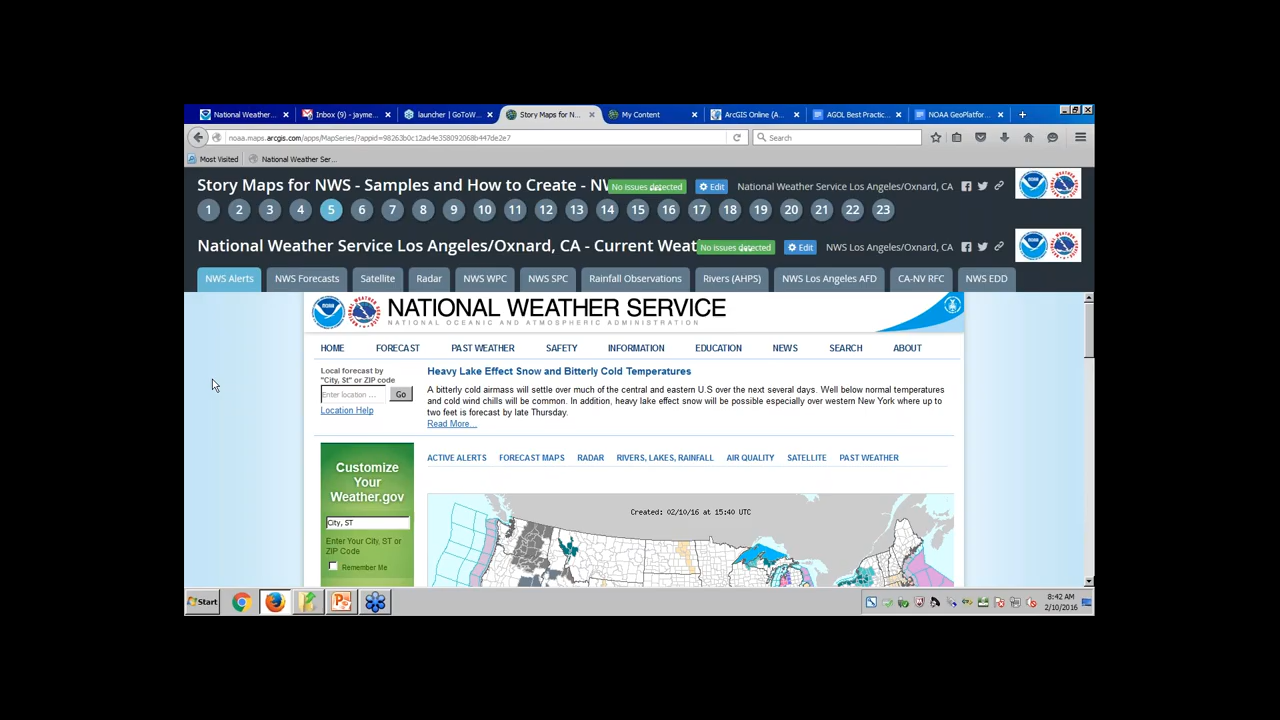 National Weather...
Inbox (9) - jayme...
launcher | GoToW...
Story Maps for N...
My Content
ArcGIS Online (A...
AGOL Best Practic...
NOAA GeoPlatfor...
noaa.maps.arcgis.com/apps/MapSeries/?appid=98263b0c12ad4e358092068b447de2e7
Search
Most Visited
National Weather Ser...
Story Maps for NWS - Samples and How to Create - NW
No issues detected
Edit
National Weather Service Los Angeles/Oxnard, CA
1 2 3 4 5 6 7 8 9 10 11 12 13 14 15 16 17 18 19 20 21 22 23
National Weather Service Los Angeles/Oxnard, CA - Current Weat
No issues detected
Edit
NWS Los Angeles/Oxnard, CA
NWS Alerts
NWS Forecasts
Satellite
Radar
NWS WPC
NWS SPC
Rainfall Observations
Rivers (AHPS)
NWS Los Angeles AFD
CA-NV RFC
NWS EDD
NATIONAL WEATHER SERVICE
NATIONAL OCEANIC AND ATMOSPHERIC ADMINISTRATION
HOME
FORECAST
PAST WEATHER
SAFETY
INFORMATION
EDUCATION
NEWS
SEARCH
ABOUT
Local forecast by
"City, St" or ZIP code
Enter location ...
Go
Location Help
Heavy Lake Effect Snow and Bitterly Cold Temperatures
A bitterly cold airmass will settle over much of the central and eastern U.S over the next several days. Well below normal temperatures
and cold wind chills will be common. In addition, heavy lake effect snow will be possible especially over western New York where up to
two feet is forecast by late Thursday.
Read More...
ACTIVE ALERTS
FORECAST MAPS
RADAR
RIVERS, LAKES, RAINFALL
AIR QUALITY
SATELLITE
PAST WEATHER
Customize
Your
Weather.gov
City, ST
Enter Your City, ST or
ZIP Code
Remember Me
Created: 02/10/16 at 15:40 UTC
Start
8:42 AM
2/10/2016